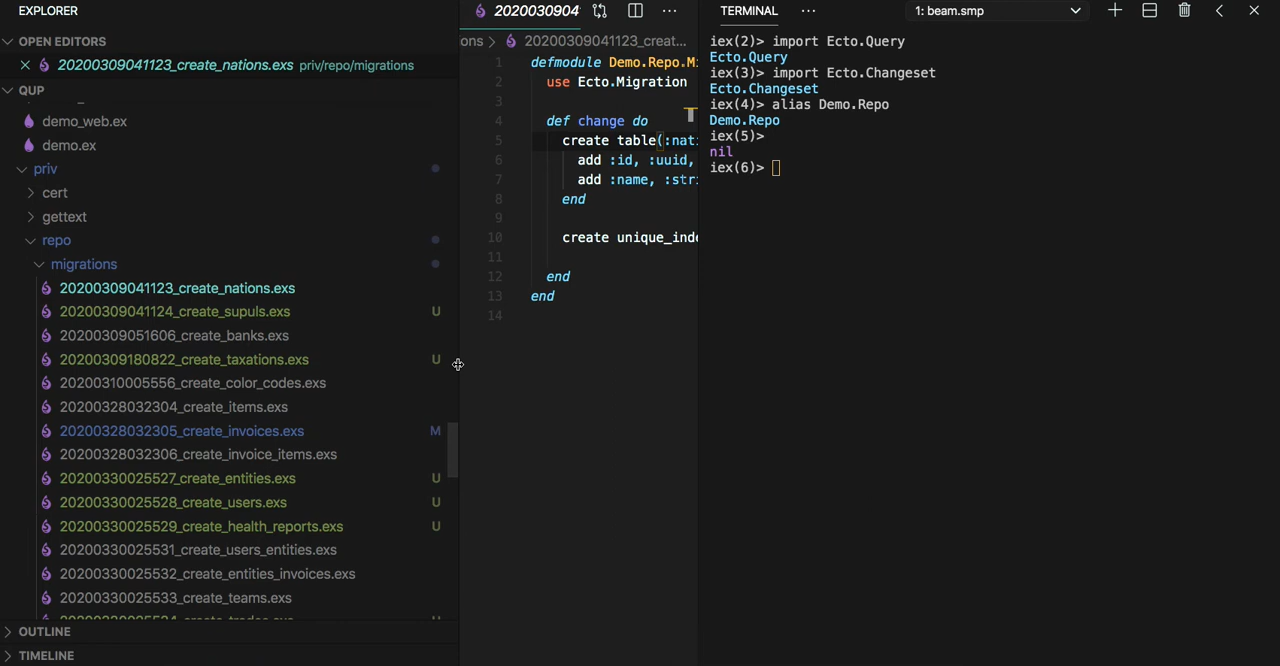 EXPLORER
OPEN EDITORS
20200309041123_create_nations.exs priv/repo/migrations
QUP
demo_web.ex
demo.ex
priv
cert
gettext
repo
migrations
20200309041123_create_nations.exs
20200309041124_create_supuls.exs U
20200309051606_create_banks.exs
20200309180822_create_taxations.exs U
20200310005556_create_color_codes.exs
20200328032304_create_items.exs
20200328032305_create_invoices.exs M
20200328032306_create_invoice_items.exs
20200330025527_create_entities.exs U
20200330025528_create_users.exs U
20200330025529_create_health_reports.exs U
20200330025531_create_users_entities.exs
20200330025532_create_entities_invoices.exs
20200330025533_create_teams.exs
OUTLINE
TIMELINE
2020030904
ons > 20200309041123_creat...
1 defmodule Demo.Repo.Mi
2 use Ecto.Migration
3
4 def change do
5 create table(:nati
6 add :id, :uuid,
7 add :name, :stri
8 end
9
10 create unique_inde
11
12 end
13 end
14
TERMINAL ... 1: beam.smp
iex(2)> import Ecto.Query
Ecto.Query
iex(3)> import Ecto.Changeset
Ecto.Changeset
iex(4)> alias Demo.Repo
Demo.Repo
iex(5)>
nil
iex(6)>